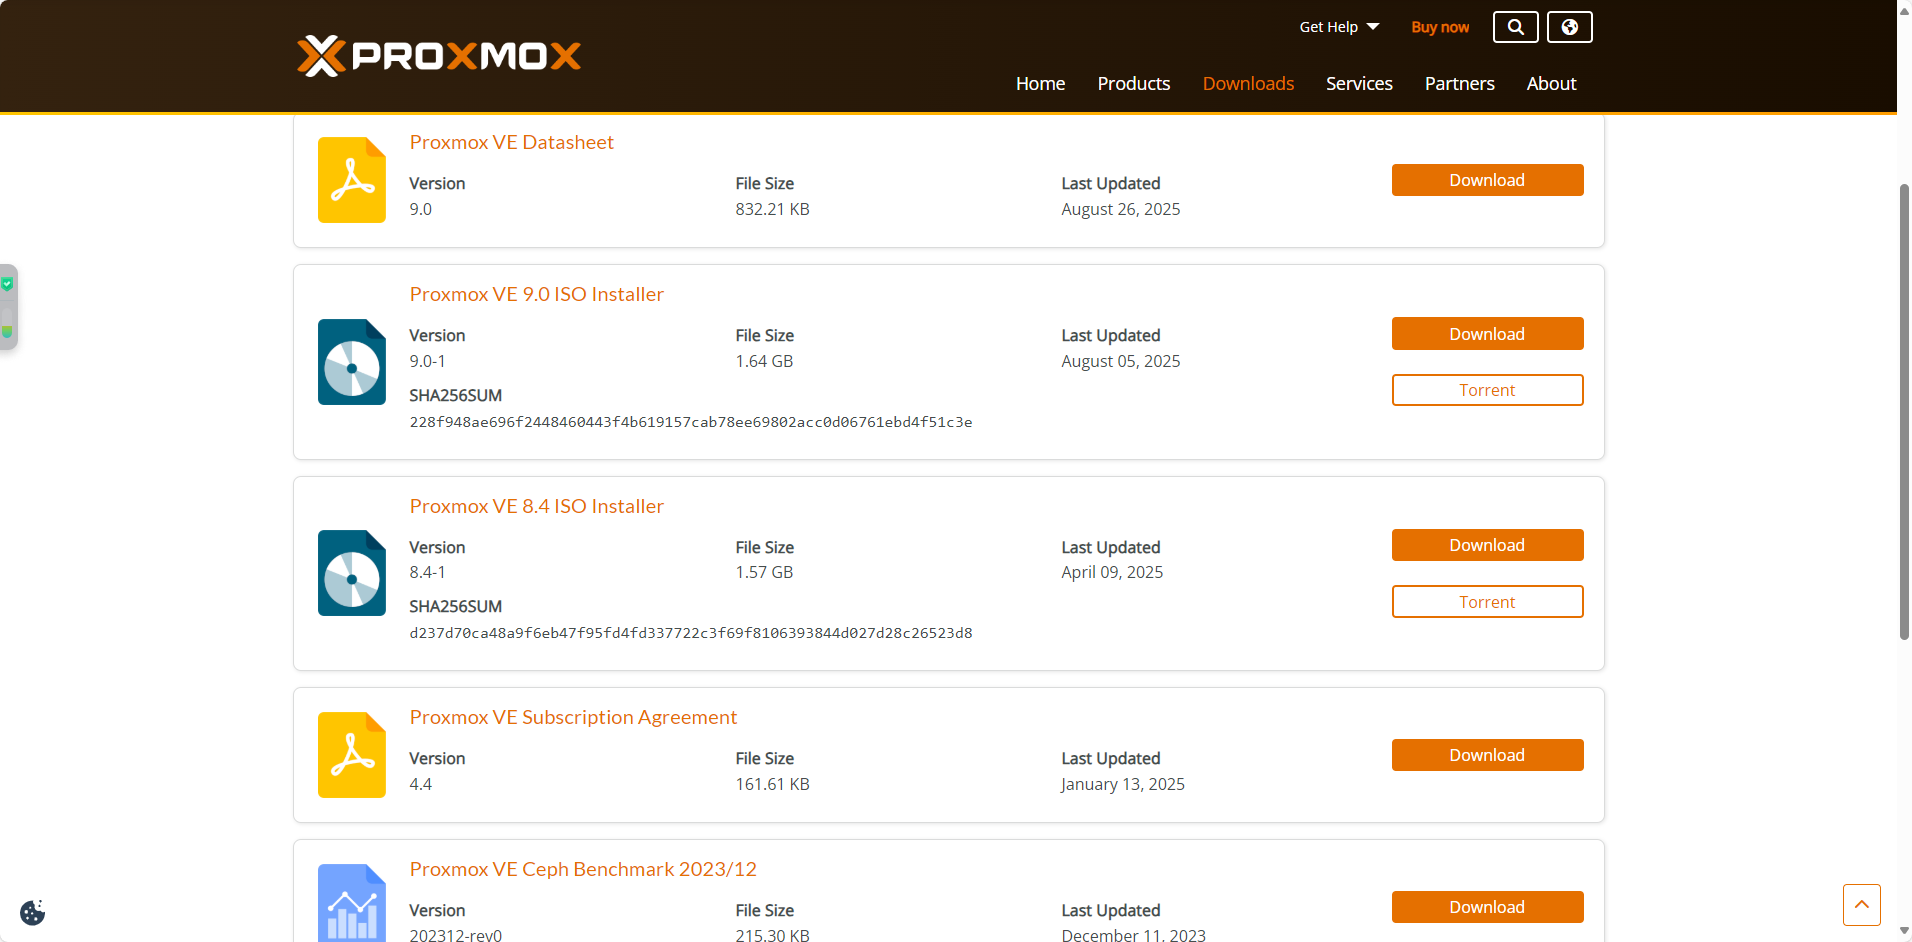 Get Help
Buy now
PROXMOX
Home Products Downloads Services Partners About
Proxmox VE Datasheet
Version File Size Last Updated
9.0 832.21 KB August 26, 2025
Download
Proxmox VE 9.0 ISO Installer
Version File Size Last Updated
9.0-1 1.64 GB August 05, 2025
Download
Torrent
SHA256SUM
228f948ae696f2448460443f4b619157cab78ee69802acc0d06761ebd4f51c3e
Proxmox VE 8.4 ISO Installer
Version File Size Last Updated
8.4-1 1.57 GB April 09, 2025
Download
Torrent
SHA256SUM
d237d70ca48a9f6eb47f95fd4fd337722c3f69f8106393844d027d28c26523d8
Proxmox VE Subscription Agreement
Version File Size Last Updated
4.4 161.61 KB January 13, 2025
Download
Proxmox VE Ceph Benchmark 2023/12
Version File Size Last Updated
202312-rev0 215.30 KB December 11, 2023
Download